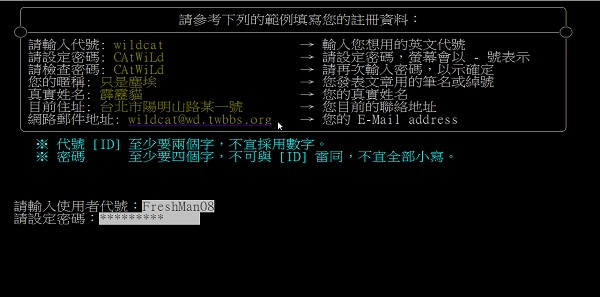 請參考下列的範例填寫您的註冊資料：
請輸入代號: wildcat → 輸入您想用的英文代號
請設定密碼: CAtWiLd → 請設定密碼，螢幕會以 - 號表示
請檢查密碼: CAtWiLd → 請再次輸入密碼，以示確定
您的暱稱: 只是塵埃 → 您發表文章用的筆名或綽號
真實姓名: 霹靂貓 → 您的真實姓名
目前住址: 台北市陽明山路某一號 → 您目前的聯絡地址
網路郵件地址: wildcat@wd.twbbs.org → 您的 E-Mail address
※ 代號 [ID] 至少要兩個字，不宜採用數字。
※ 密碼 至少要四個字，不可與 [ID] 雷同，不宜全部小寫。
請輸入使用者代號：FreshMan08
請設定密碼：*********